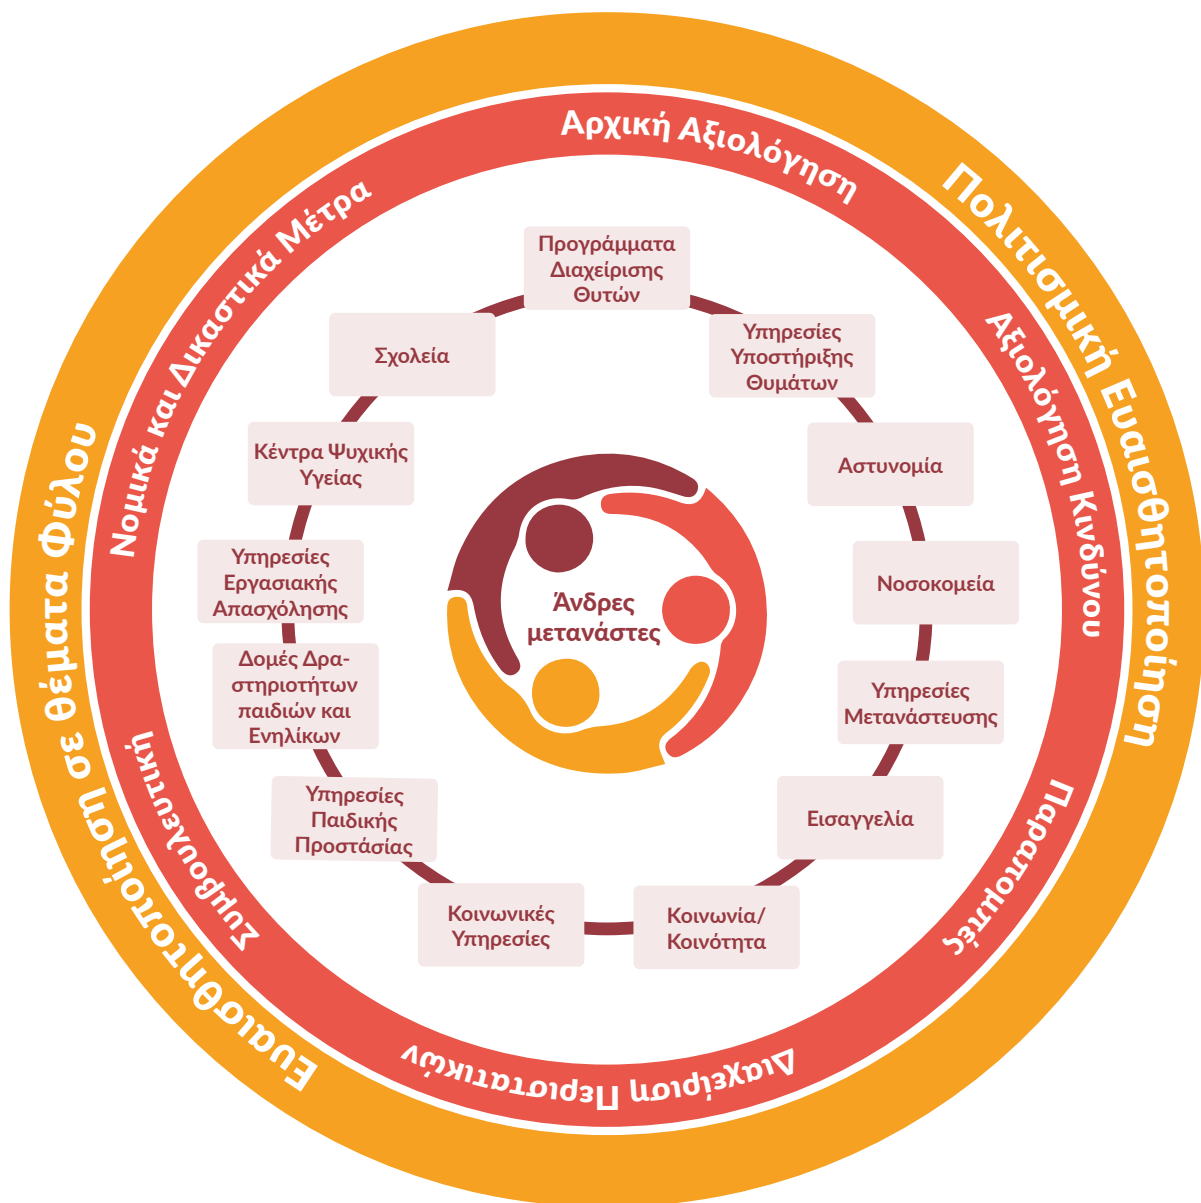 Πολιτισμική Ευαισθητοποίηση
Ευαισθητοποίηση σε θέματα Φύλου
Αρχική Αξιολόγηση
Αξιολόγηση Κινδύνου
Παραπομπές
Διαχείριση Περιστατικών
Συμβουλευτική
Νομικά και Δικαστικά Μέτρα
Προγράμματα
Διαχείρισης
Θυτών
Υπηρεσίες
Υποστήριξης
Θυμάτων
Αστυνομία
Νοσοκομεία
Υπηρεσίες
Μετανάστευσης
Εισαγγελία
Κοινωνία/
Κοινότητα
Κοινωνικές
Υπηρεσίες
Υπηρεσίες
Παιδικής
Προστάσίας
Δομές Δρα-
στηριοτήτων
παιδιών και
Ενηλίκων
Υπηρεσίες
Εργασιακής
Απασχόλησης
Κέντρα Ψυχικής
Υγείας
Σχολεία
Άνδρες
μετανάστες